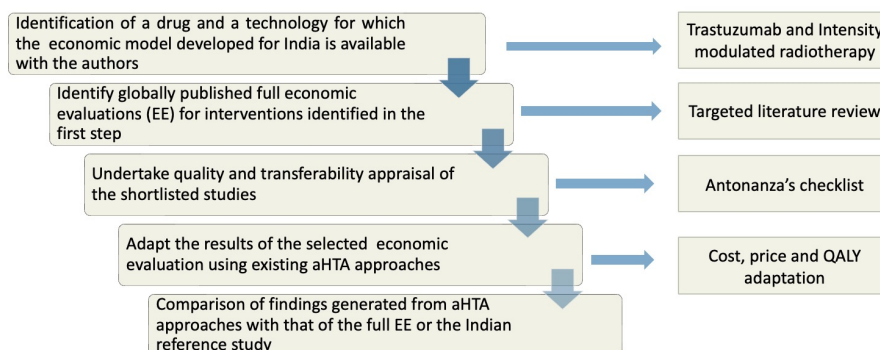 Identification of a drug and a technology for which
the economic model developed for India is available
with the authors
Trastuzumab and Intensity
modulated radiotherapy
Identify globally published full economic
evaluations (EE) for interventions identified in the
first step
Targeted literature review
Undertake quality and transferability appraisal of
the shortlisted studies
Antonanza's checklist
Adapt the results of the selected economic
evaluation using existing aHTA approaches
Cost, price and QALY
adaptation
Comparison of findings generated from aHTA
approaches with that of the full EE or the Indian
reference study